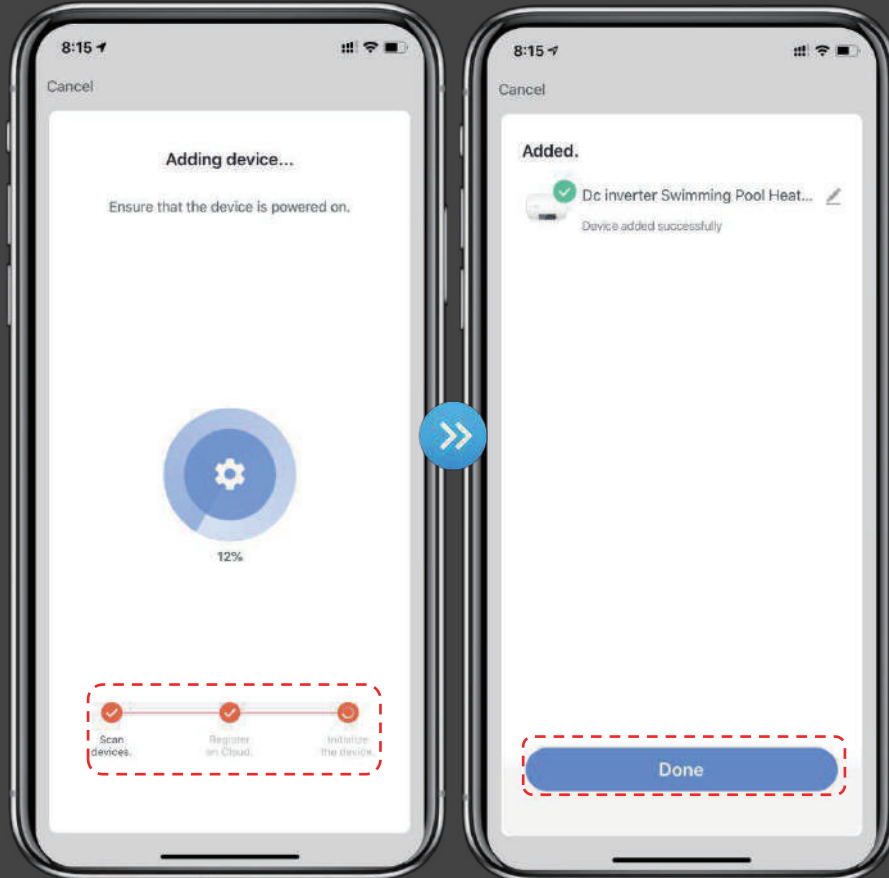 8:15
Cancel
Adding device...
Ensure that the device is powered on.
12%
Scan
devices.
Register
on Cloud.
Initialize
the device.
8:15
Cancel
Added.
Dc inverter Swimming Pool Heat...
Device added successfully
Done